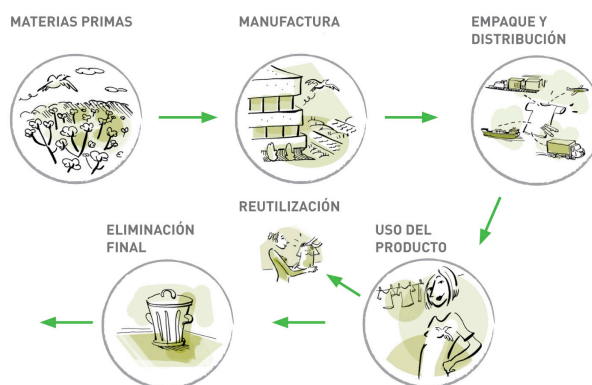 MATERIAS PRIMAS
MANUFACTURA
EMPAQUE Y
DISTRIBUCIÓN
REUTILIZACIÓN
ELIMINACIÓN
FINAL
USO DEL
PRODUCTO